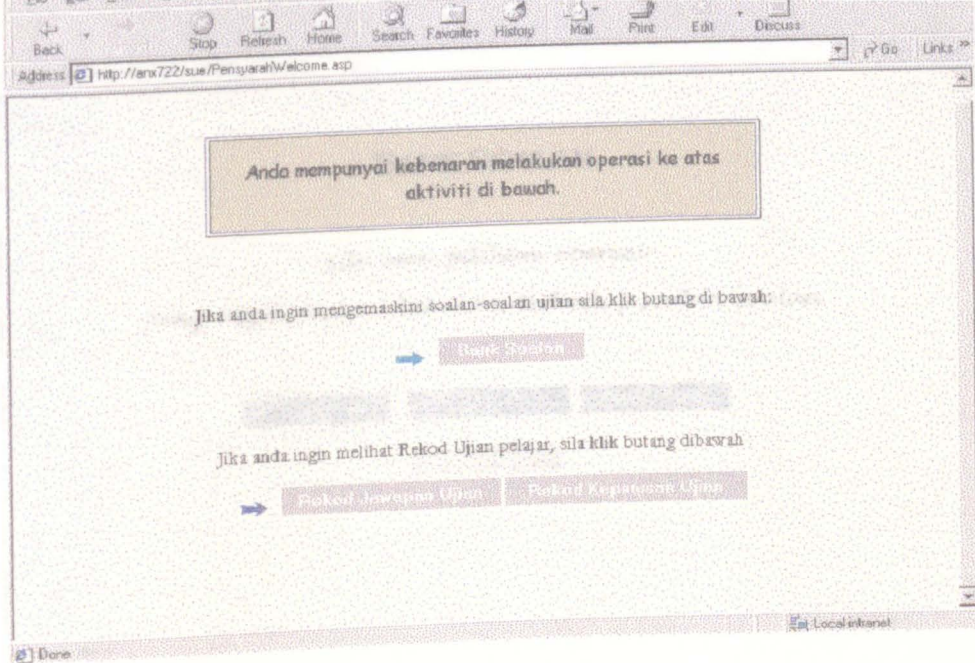 Back Stop Refresh Home Search Favorites History Mail Print Edit Discuss
Address http://anx722/sue/PensyarahWelcome.asp Go Links »
Anda mempunyai kebenaran melakukan operasi ke atas
aktiviti di bawah.
Jika anda ingin mengemaskini soalan-soalan ujian sila klik butang di bawah:
Bank Soalan
Jika anda ingin melihat Rekod Ujian pelajar, sila klik butang dibawah
Rekod Jawapan Ujian Rekod Keputusan Ujian
Local intranet
Done